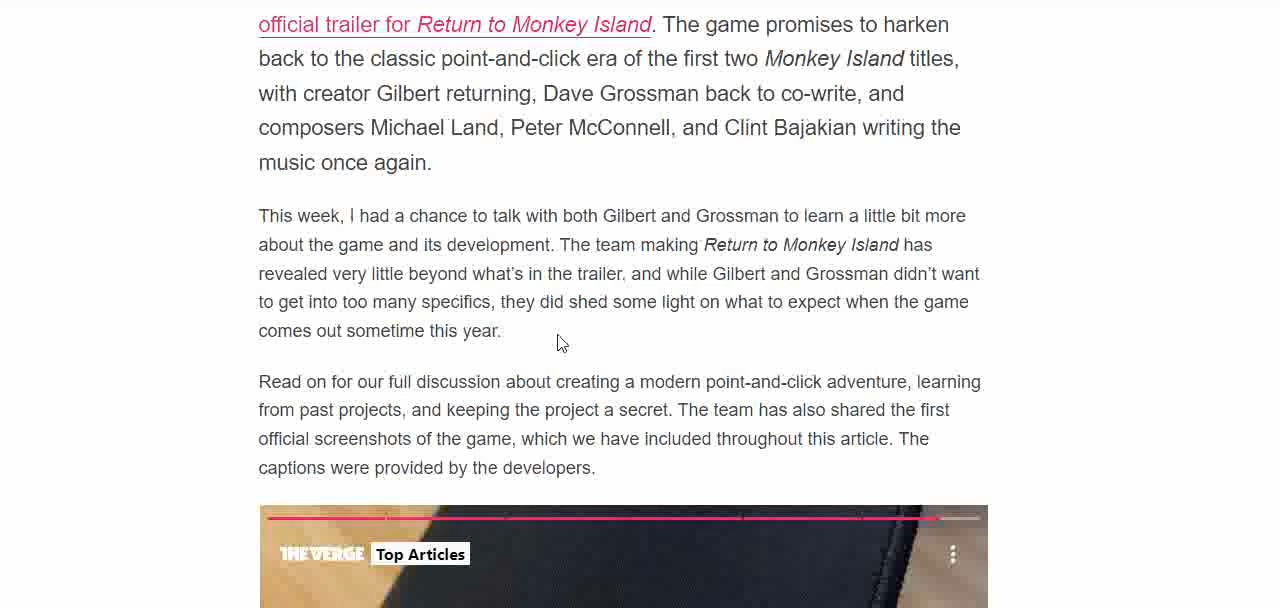 official trailer for Return to Monkey Island. The game promises to harken
back to the classic point-and-click era of the first two Monkey Island titles,
with creator Gilbert returning, Dave Grossman back to co-write, and
composers Michael Land, Peter McConnell, and Clint Bajakian writing the
music once again.
This week, I had a chance to talk with both Gilbert and Grossman to learn a little bit more
about the game and its development. The team making Return to Monkey Island has
revealed very little beyond what’s in the trailer, and while Gilbert and Grossman didn’t want
to get into too many specifics, they did shed some light on what to expect when the game
comes out sometime this year.
Read on for our full discussion about creating a modern point-and-click adventure, learning
from past projects, and keeping the project a secret. The team has also shared the first
official screenshots of the game, which we have included throughout this article. The
captions were provided by the developers.
THE VERGE Top Articles